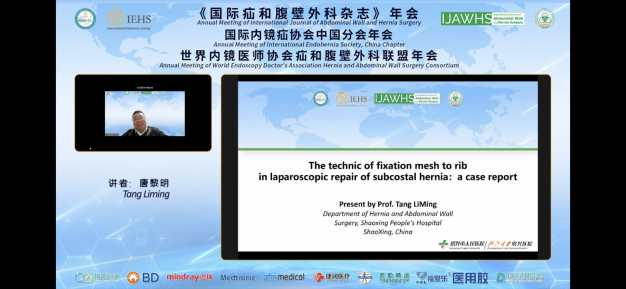 《国际疝和腹壁外科杂志》年会
Annual Meeting of International Journal of Abdominal Wall and Hernia Surgery
国际内镜疝协会中国分会年会
Annual Meeting of International Endohernia Society, China Chapter
世界内镜医师协会疝和腹壁外科联盟年会
Annual Meeting of World Endoscopy Doctor's Association Hernia and Abdominal Wall Surgery Consortium
IEHS
IJAWHS
IEHS
IJAWHS
The technic of fixation mesh to rib
in laparoscopic repair of subcostal hernia: a case report
Present by Prof. Tang LiMing
Department of Hernia and Abdominal Wall
Surgery, Shaoxing People's Hospital
ShaoXing, China
讲者：唐黎明
Tang Liming
BD
Medtronic
医用胶